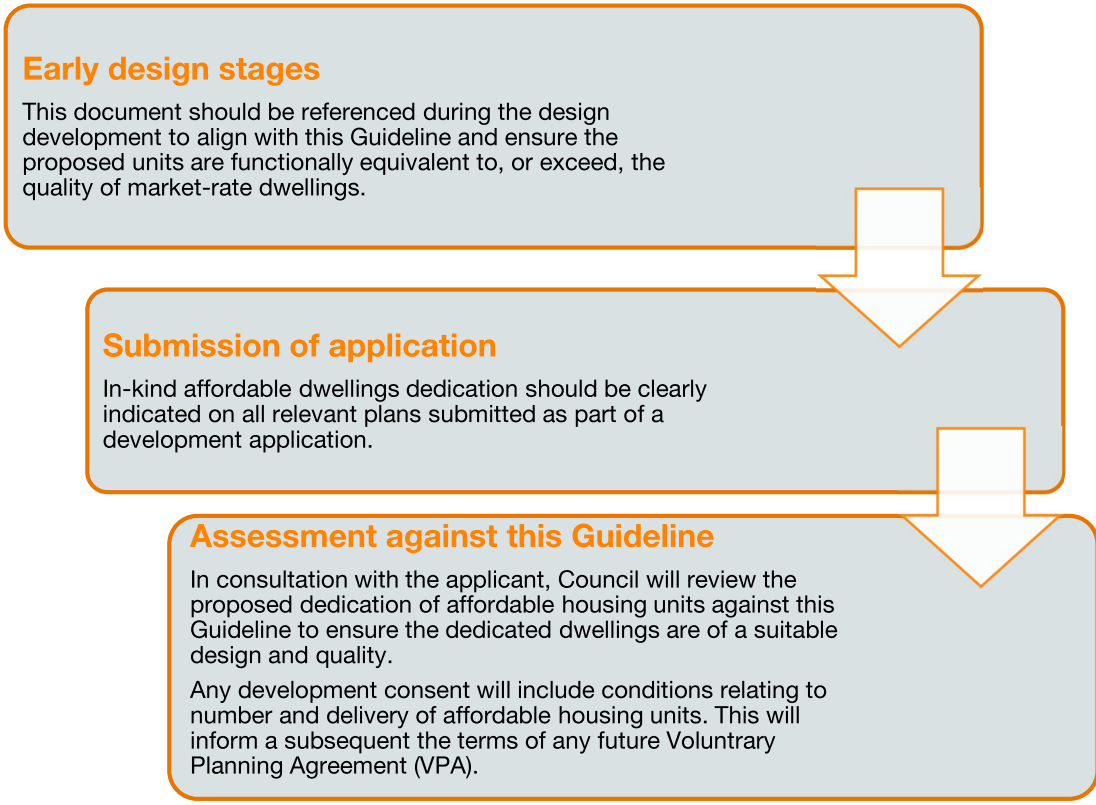 Early design stages
This document should be referenced during the design
development to align with this Guideline and ensure the
proposed units are functionally equivalent to, or exceed, the
quality of market-rate dwellings.
Submission of application
In-kind affordable dwellings dedication should be clearly
indicated on all relevant plans submitted as part of a
development application.
Assessment against this Guideline
In consultation with the applicant, Council will review the
proposed dedication of affordable housing units against this
Guideline to ensure the dedicated dwellings are of a suitable
design and quality.
Any development consent will include conditions relating to
number and delivery of affordable housing units. This will
inform a subsequent the terms of any future Voluntrary
Planning Agreement (VPA).